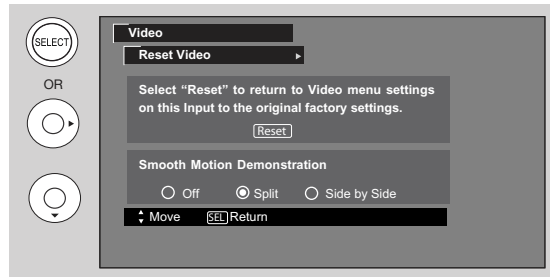 SELECT
OR
Video
Reset Video
Select “Reset” to return to Video menu settings
on this Input to the original factory settings.
Reset
Smooth Motion Demonstration
Off Split Side by Side
Move SEL Return